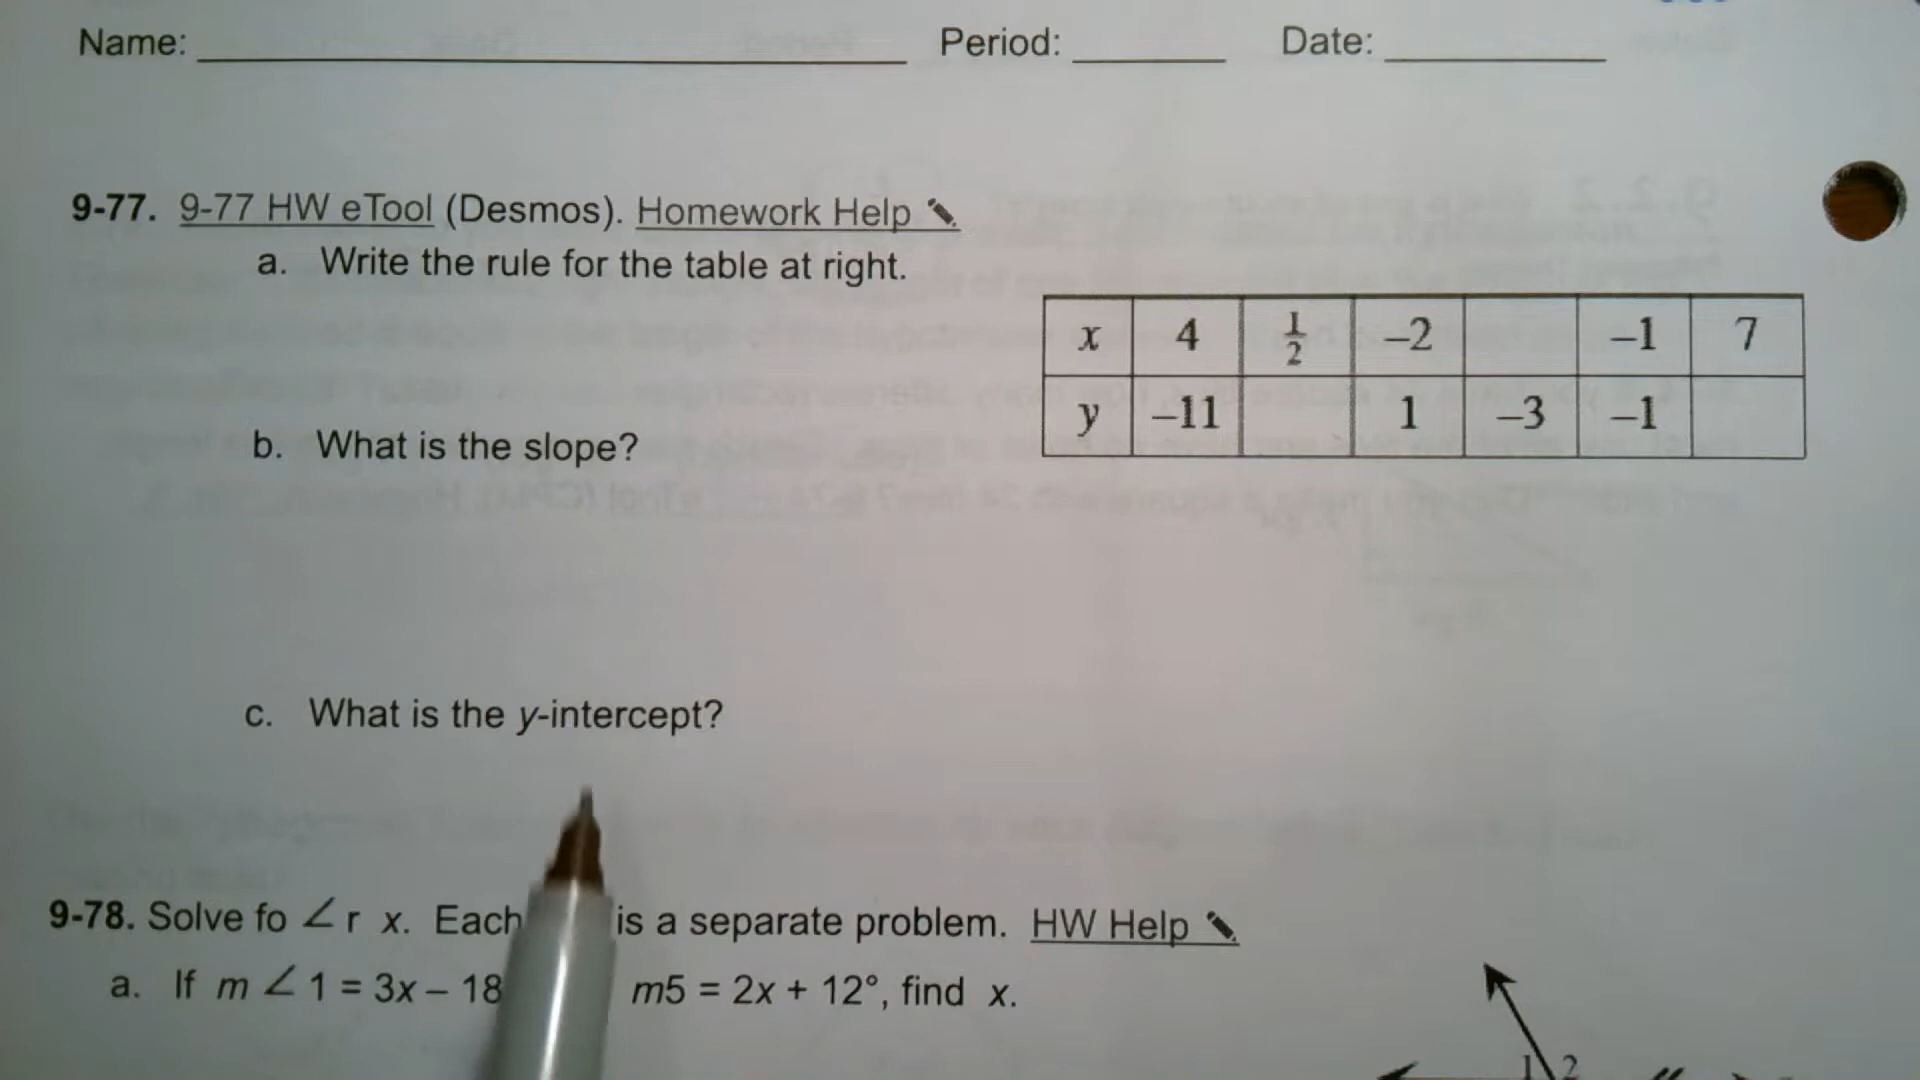 Name: Period: Date:
9-77. 9-77 HW eTool (Desmos). Homework Help
a. Write the rule for the table at right.
x 4 1/2 –2 –1 7
y –11 1 –3 –1
b. What is the slope?
c. What is the y-intercept?
9-78. Solve fo ∠r x. Each is a separate problem. HW Help
a. If m ∠ 1 = 3x – 18 m5 = 2x + 12°, find x.
1 2